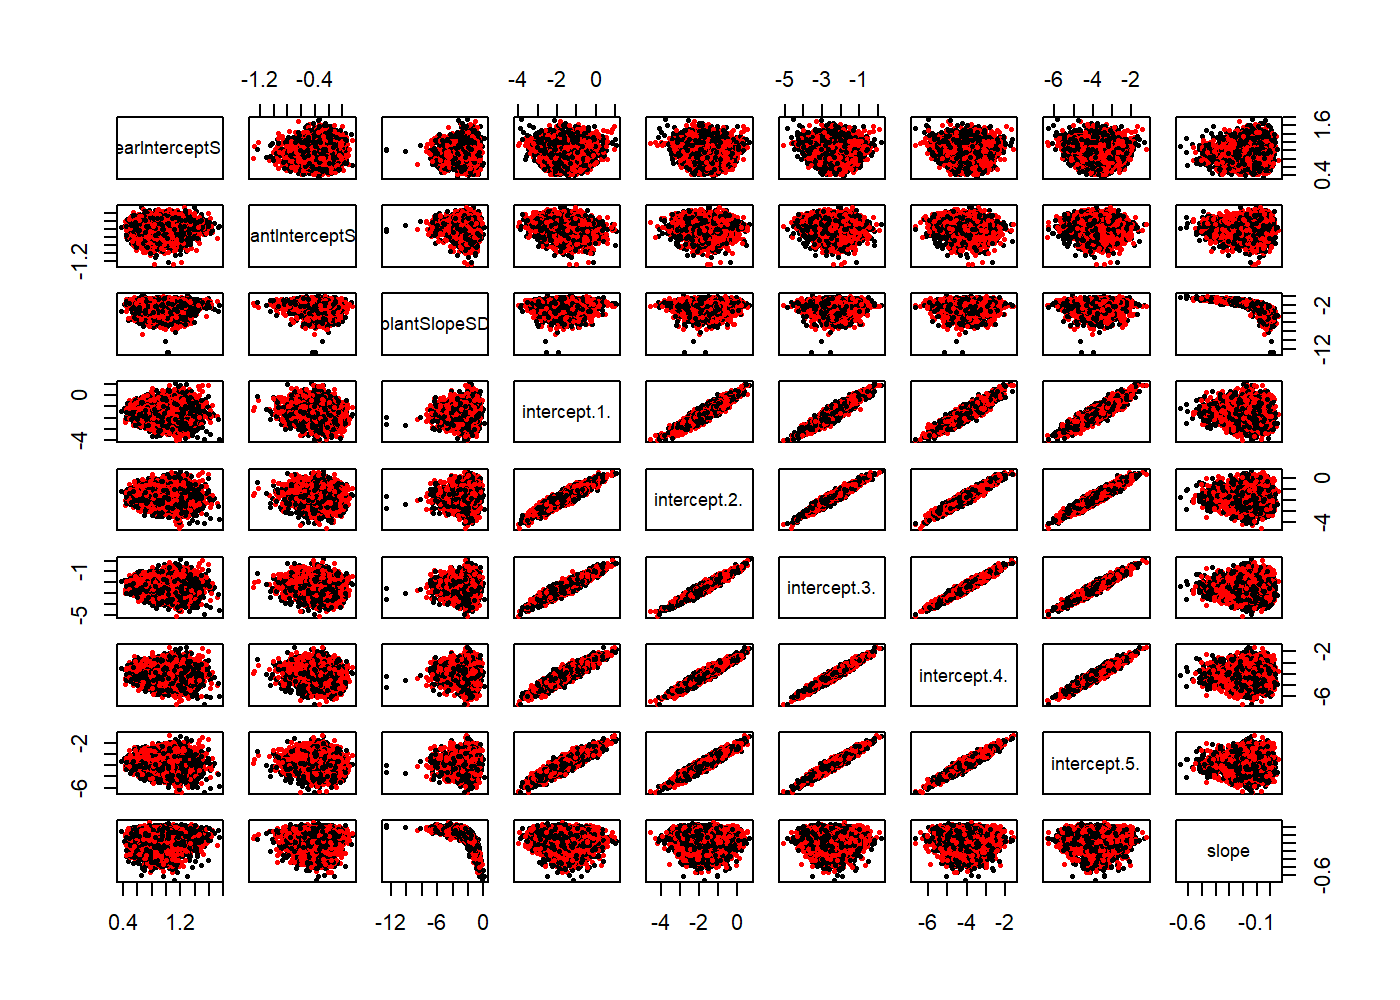 -1.2 -0.4 -4 -2 0 -5 -3 -1 -6 -4 -2
earInterceptS 0.4 1.6
-1.2 antInterceptS
plantSlopeSD -12 -2
-4 0 intercept.1.
intercept.2. -4 0
-5 -1 intercept.3.
intercept.4. -6 -2
-6 -2 intercept.5.
slope -0.6
0.4 1.2 -12 -6 0 -4 -2 0 -6 -4 -2 -0.6 -0.1